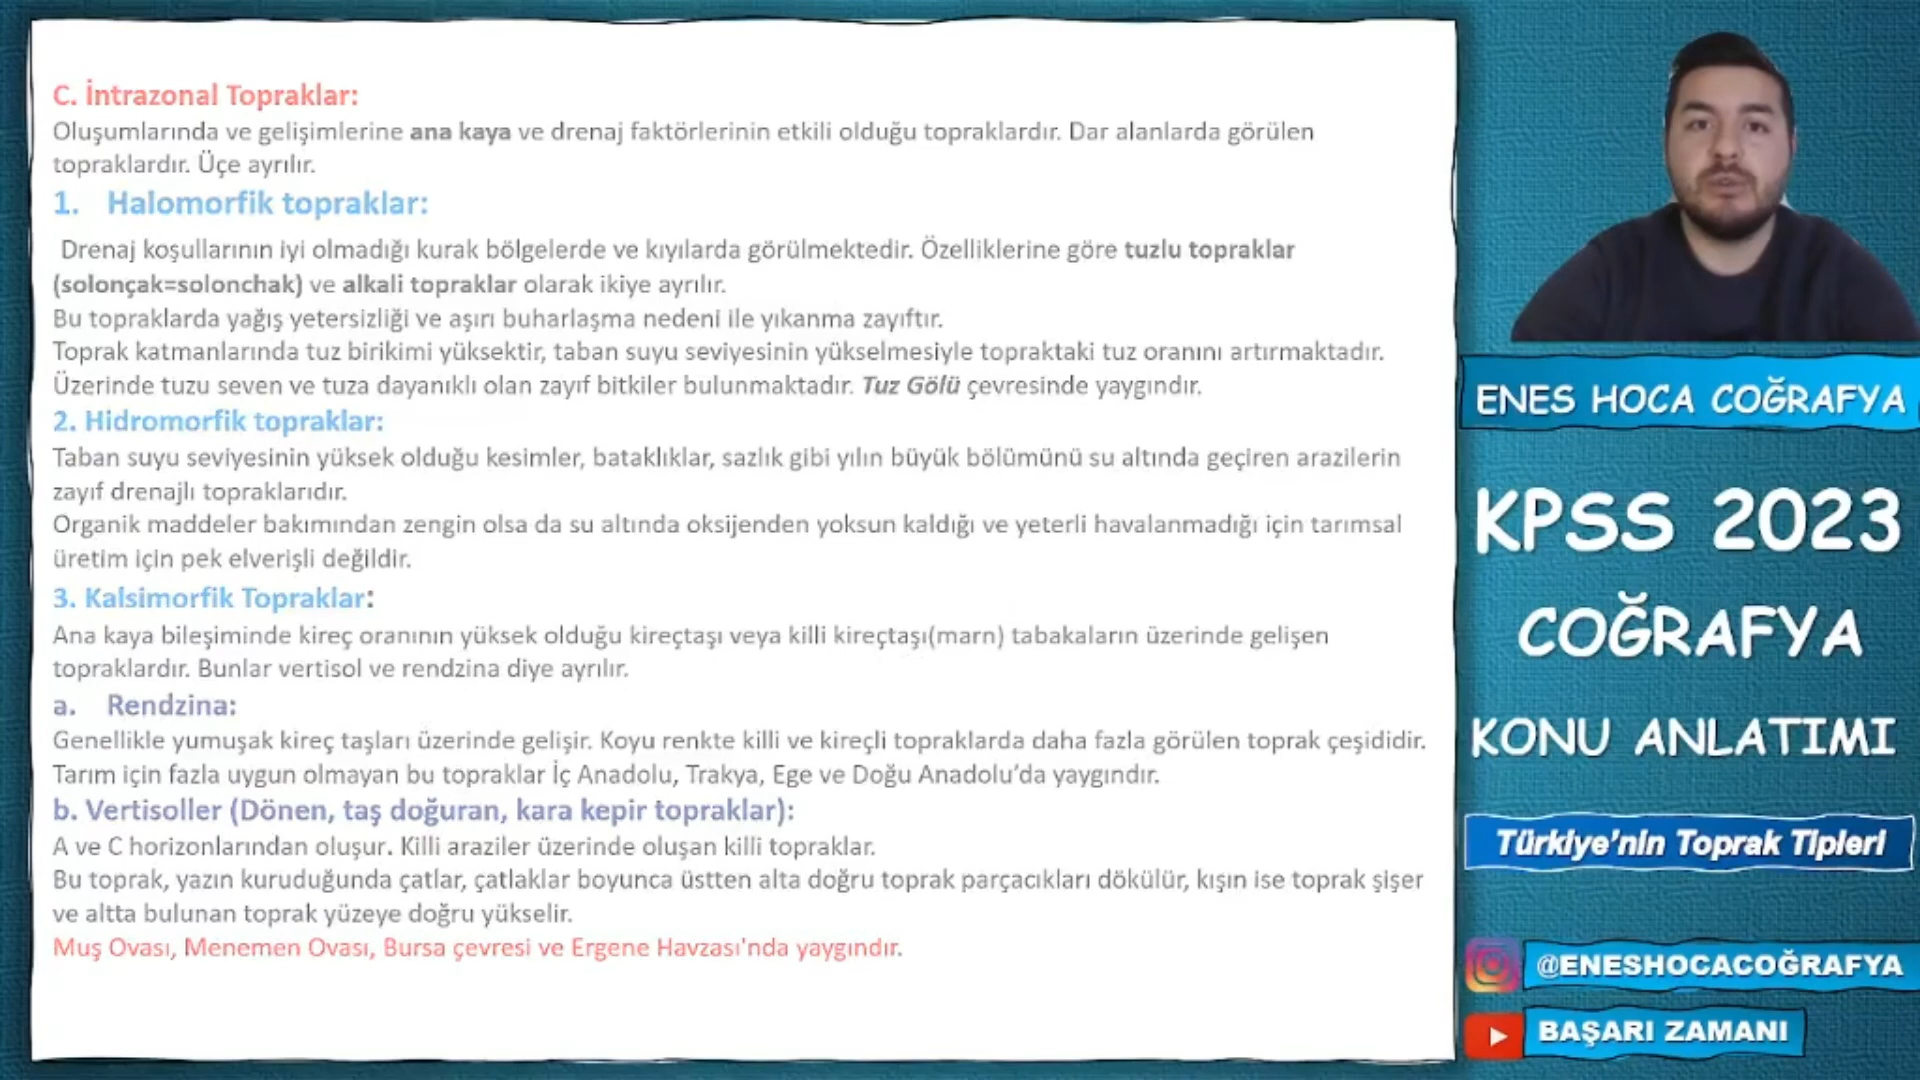 C. İntrazonal Topraklar:
Oluşumlarında ve gelişimlerine ana kaya ve drenaj faktörlerinin etkili olduğu topraklardır. Dar alanlarda görülen
topraklardır. Üçe ayrılır.
1. Halomorfik topraklar:
Drenaj koşullarının iyi olmadığı kurak bölgelerde ve kıyılarda görülmektedir. Özelliklerine göre tuzlu topraklar
(solonçak=solonchak) ve alkali topraklar olarak ikiye ayrılır.
Bu topraklarda yağış yetersizliği ve aşırı buharlaşma nedeni ile yıkanma zayıftır.
Toprak katmanlarında tuz birikimi yüksektir, taban suyu seviyesinin yükselmesiyle topraktaki tuz oranını artırmaktadır.
Üzerinde tuzu seven ve tuza dayanıklı olan zayıf bitkiler bulunmaktadır. Tuz Gölü çevresinde yaygındır.
2. Hidromorfik topraklar:
Taban suyu seviyesinin yüksek olduğu kesimler, bataklıklar, sazlık gibi yılın büyük bölümünü su altında geçiren arazilerin
zayıf drenajlı topraklarıdır.
Organik maddeler bakımından zengin olsa da su altında oksijenden yoksun kaldığı ve yeterli havalanmadığı için tarımsal
üretim için pek elverişli değildir.
3. Kalsimorfik Topraklar:
Ana kaya bileşiminde kireç oranının yüksek olduğu kireçtaşı veya killi kireçtaşı(marn) tabakaların üzerinde gelişen
topraklardır. Bunlar vertisol ve rendzina diye ayrılır.
a. Rendzina:
Genellikle yumuşak kireç taşları üzerinde gelişir. Koyu renkte killi ve kireçli topraklarda daha fazla görülen toprak çeşididir.
Tarım için fazla uygun olmayan bu topraklar İç Anadolu, Trakya, Ege ve Doğu Anadolu’da yaygındır.
b. Vertisoller (Dönen, taş doğuran, kara kepir topraklar):
A ve C horizonlarından oluşur. Killi araziler üzerinde oluşan killi topraklar.
Bu toprak, yazın kuruduğunda çatlar, çatlaklar boyunca üstten alta doğru toprak parçacıkları dökülür, kışın ise toprak şişer
ve altta bulunan toprak yüzeye doğru yükselir.
Muş Ovası, Menemen Ovası, Bursa çevresi ve Ergene Havzası'nda yaygındır.
ENES HOCA COĞRAFYA
KPSS 2023
COĞRAFYA
KONU ANLATIMI
Türkiye’nin Toprak Tipleri
@ENESHOCACOĞRAFYA
BAŞARI ZAMANI